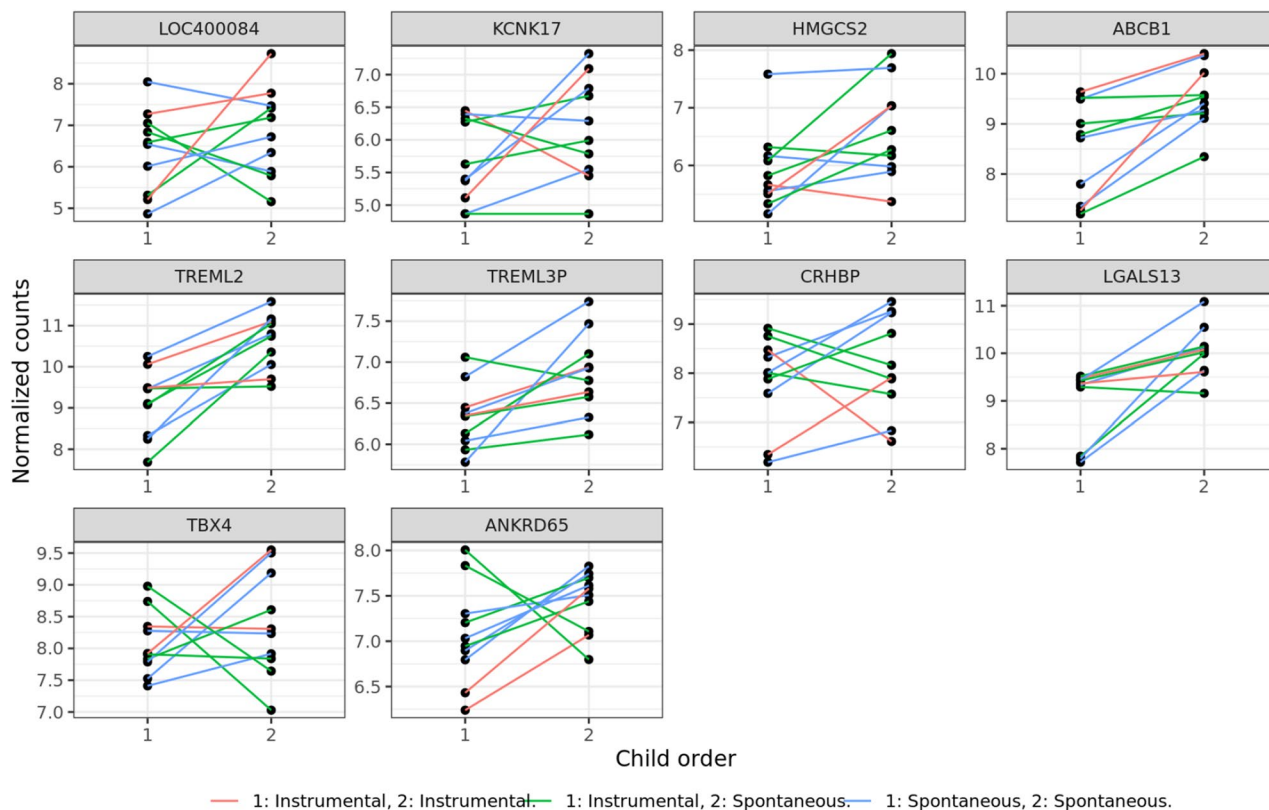 LOC400084 KCNK17 HMGCS2 ABCB1
8 7 6 5
7.0 6.5 6.0 5.5 5.0
8 7 6
10 9 8
1 2 1 2 1 2 1 2
TREML2 TREML3P CRHBP LGALS13
11 10 9 8
7.5 7.0 6.5 6.0
9 8 7
11 10 9 8
1 2 1 2 1 2 1 2
Normalized counts
TBX4 ANKRD65
9.5 9.0 8.5 8.0 7.5 7.0
8.0 7.5 7.0 6.5
1 2 1 2
Child order
1: Instrumental, 2: Instrumental. 1: Instrumental, 2: Spontaneous. 1: Spontaneous, 2: Spontaneous.